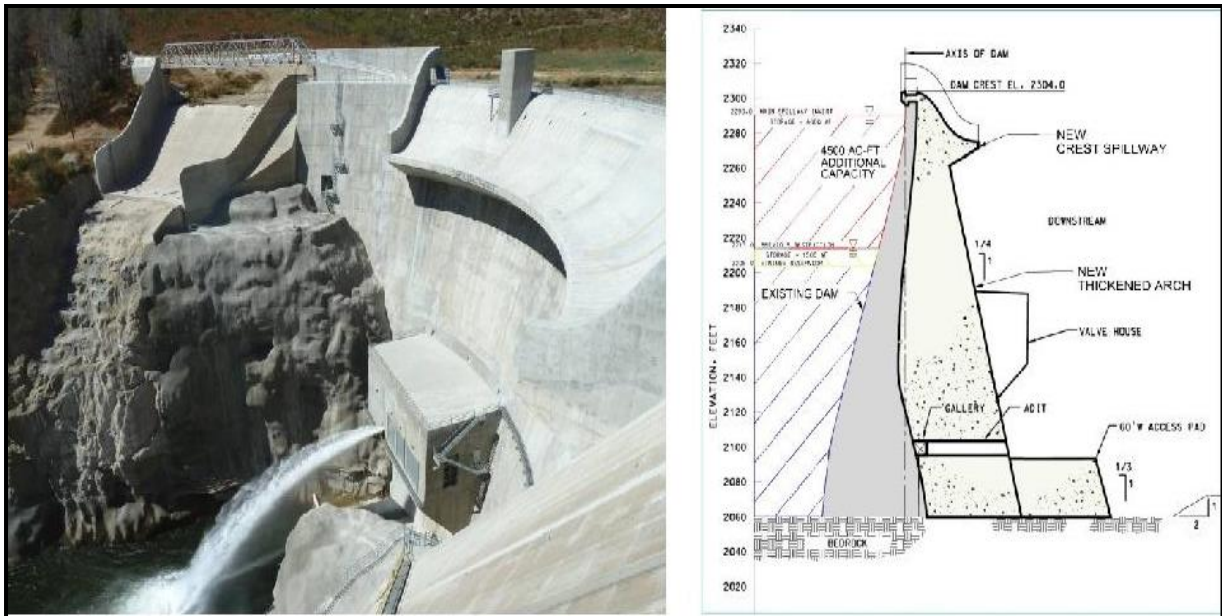 2340
2320
2300
2280
2260
2240
2220
2200
2180
2160
2140
2120
2100
2080
2060
2040
2020
ELEVATION, FEET
AXIS OF DAM
DAM CREST EL. 2304.0
NEW
CREST SPILLWAY
4500 AC-FT
ADDITIONAL
CAPACITY
DOWNSTREAM
1/4
1
STORAGE
EXISTING DAM
NEW
THICKENED ARCH
VALVE HOUSE
GALLERY
ADIT
60'W ACCESS PAD
1/3
1
1
2
BEDROCK